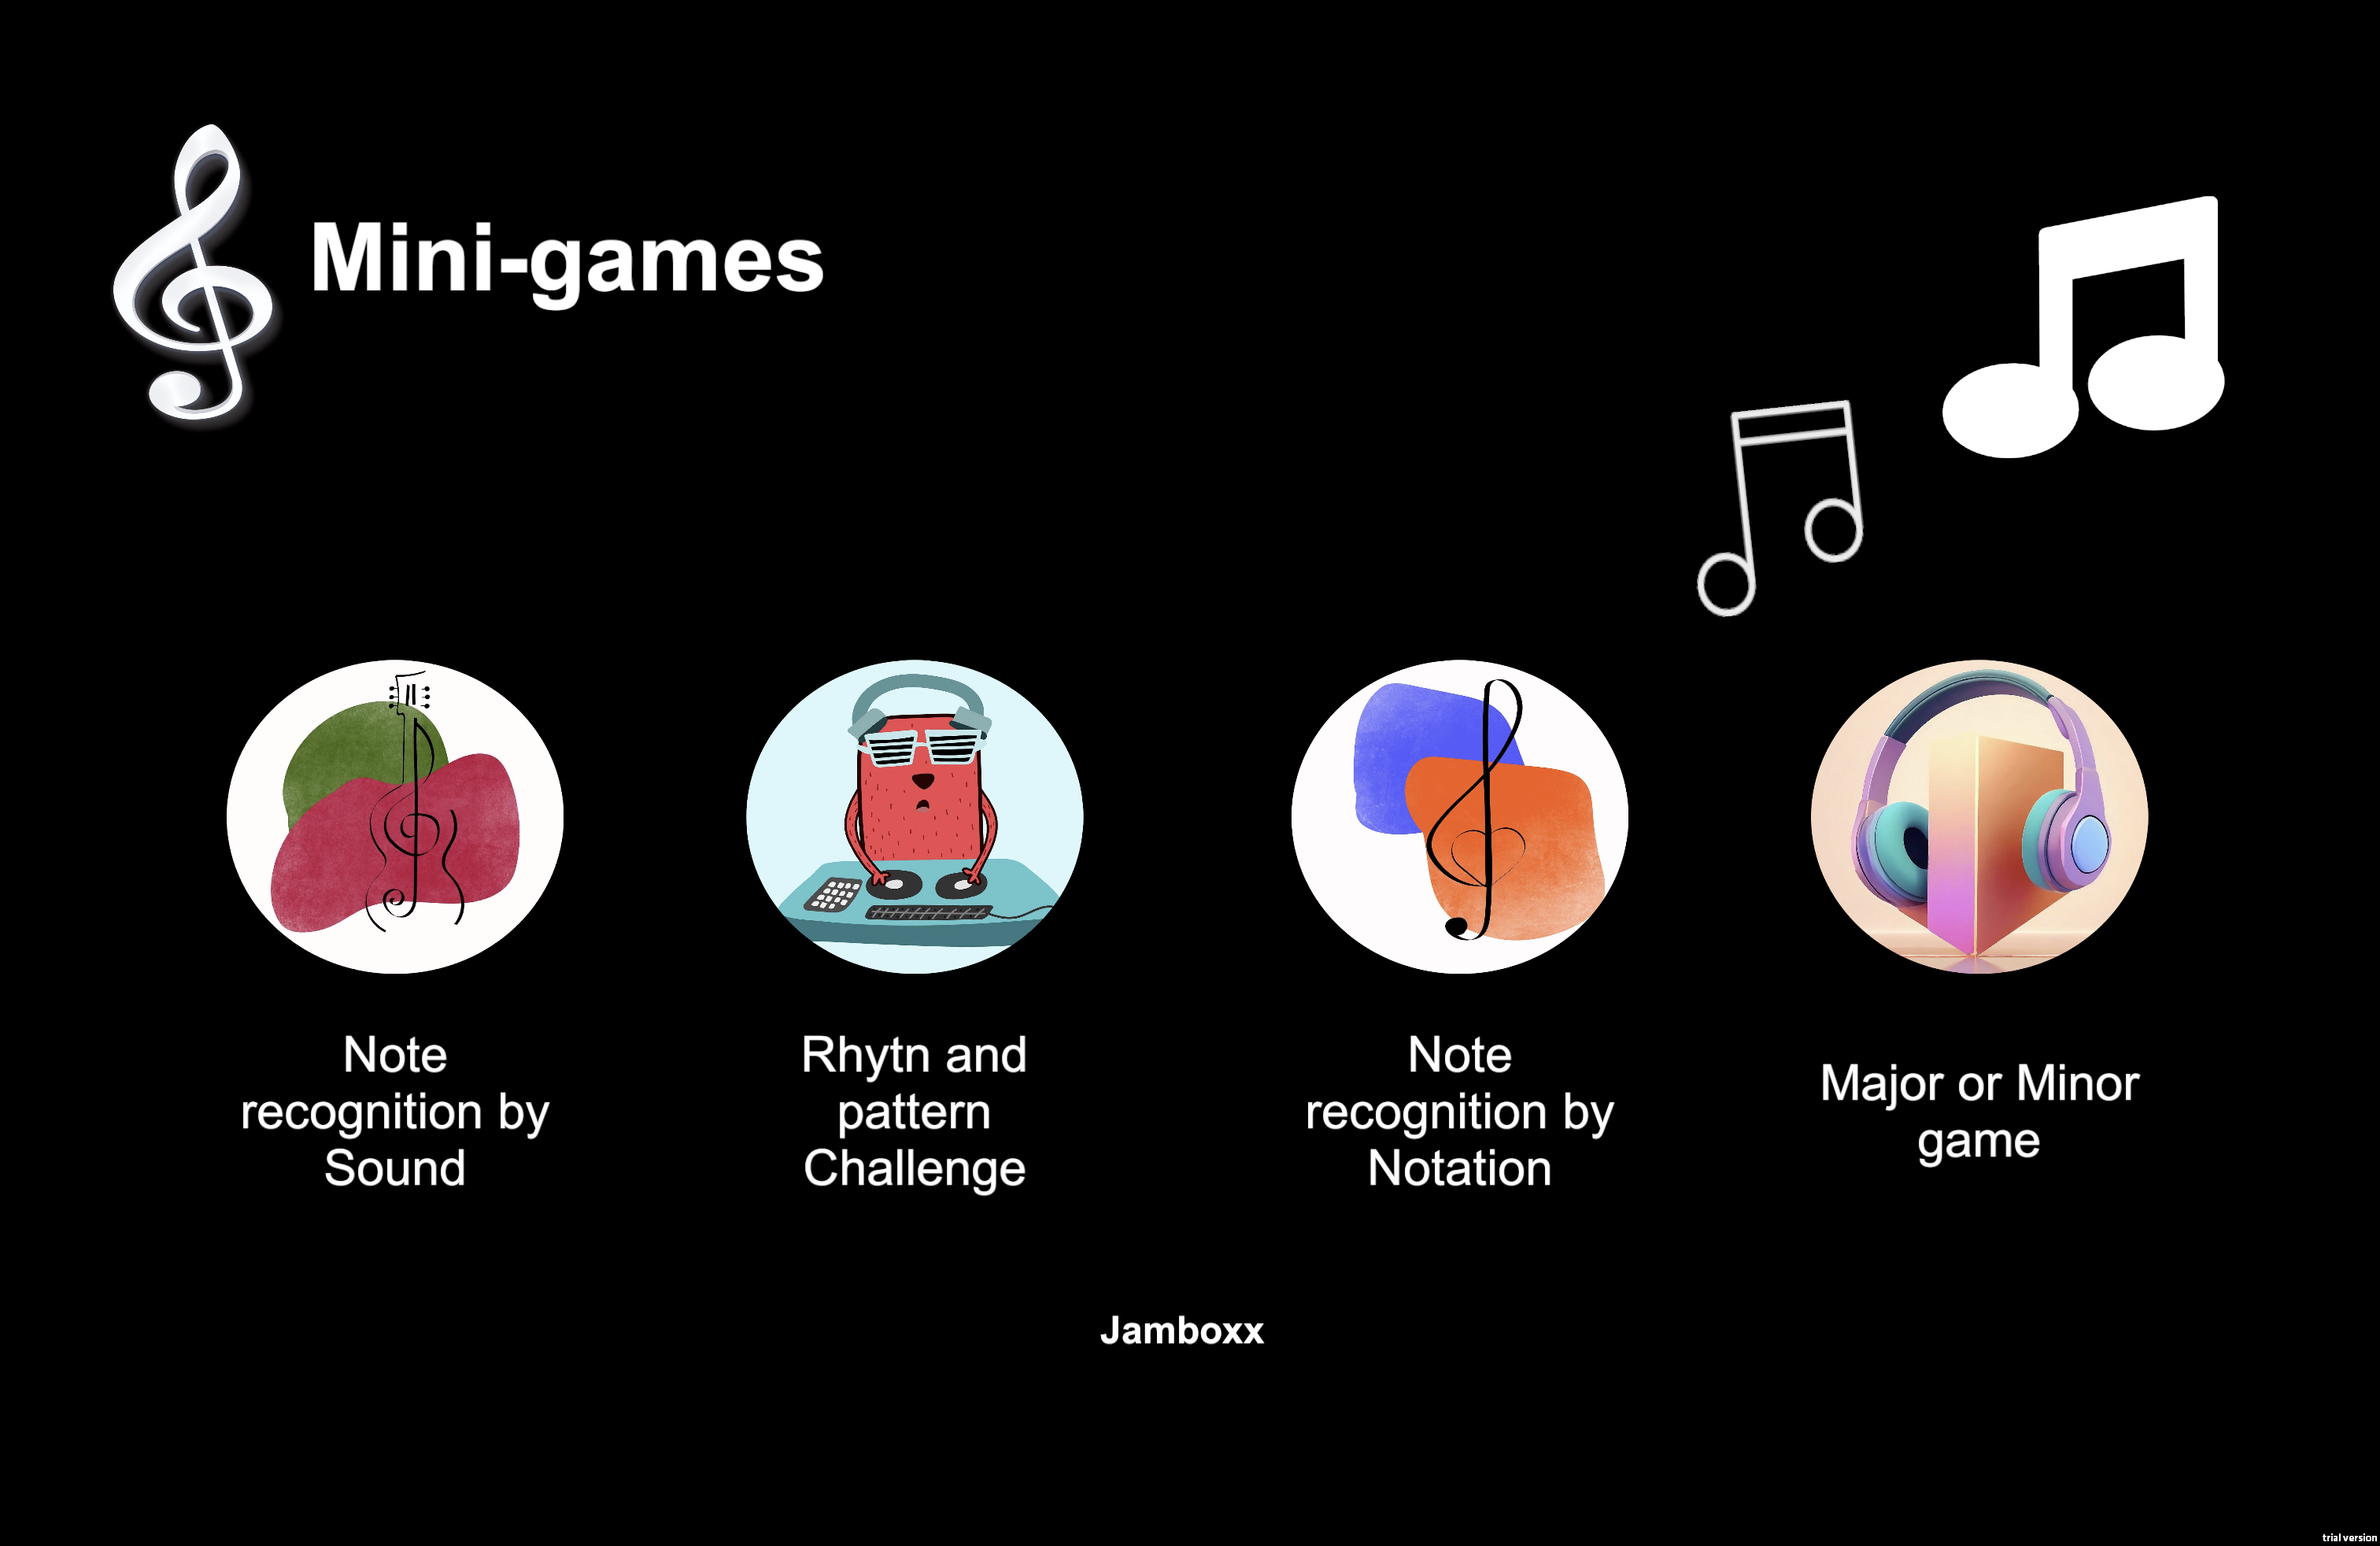 Mini-games
Note
recognition by
Sound
Rhytn and
pattern
Challenge
Note
recognition by
Notation
Major or Minor
game
Jamboxx
trial version